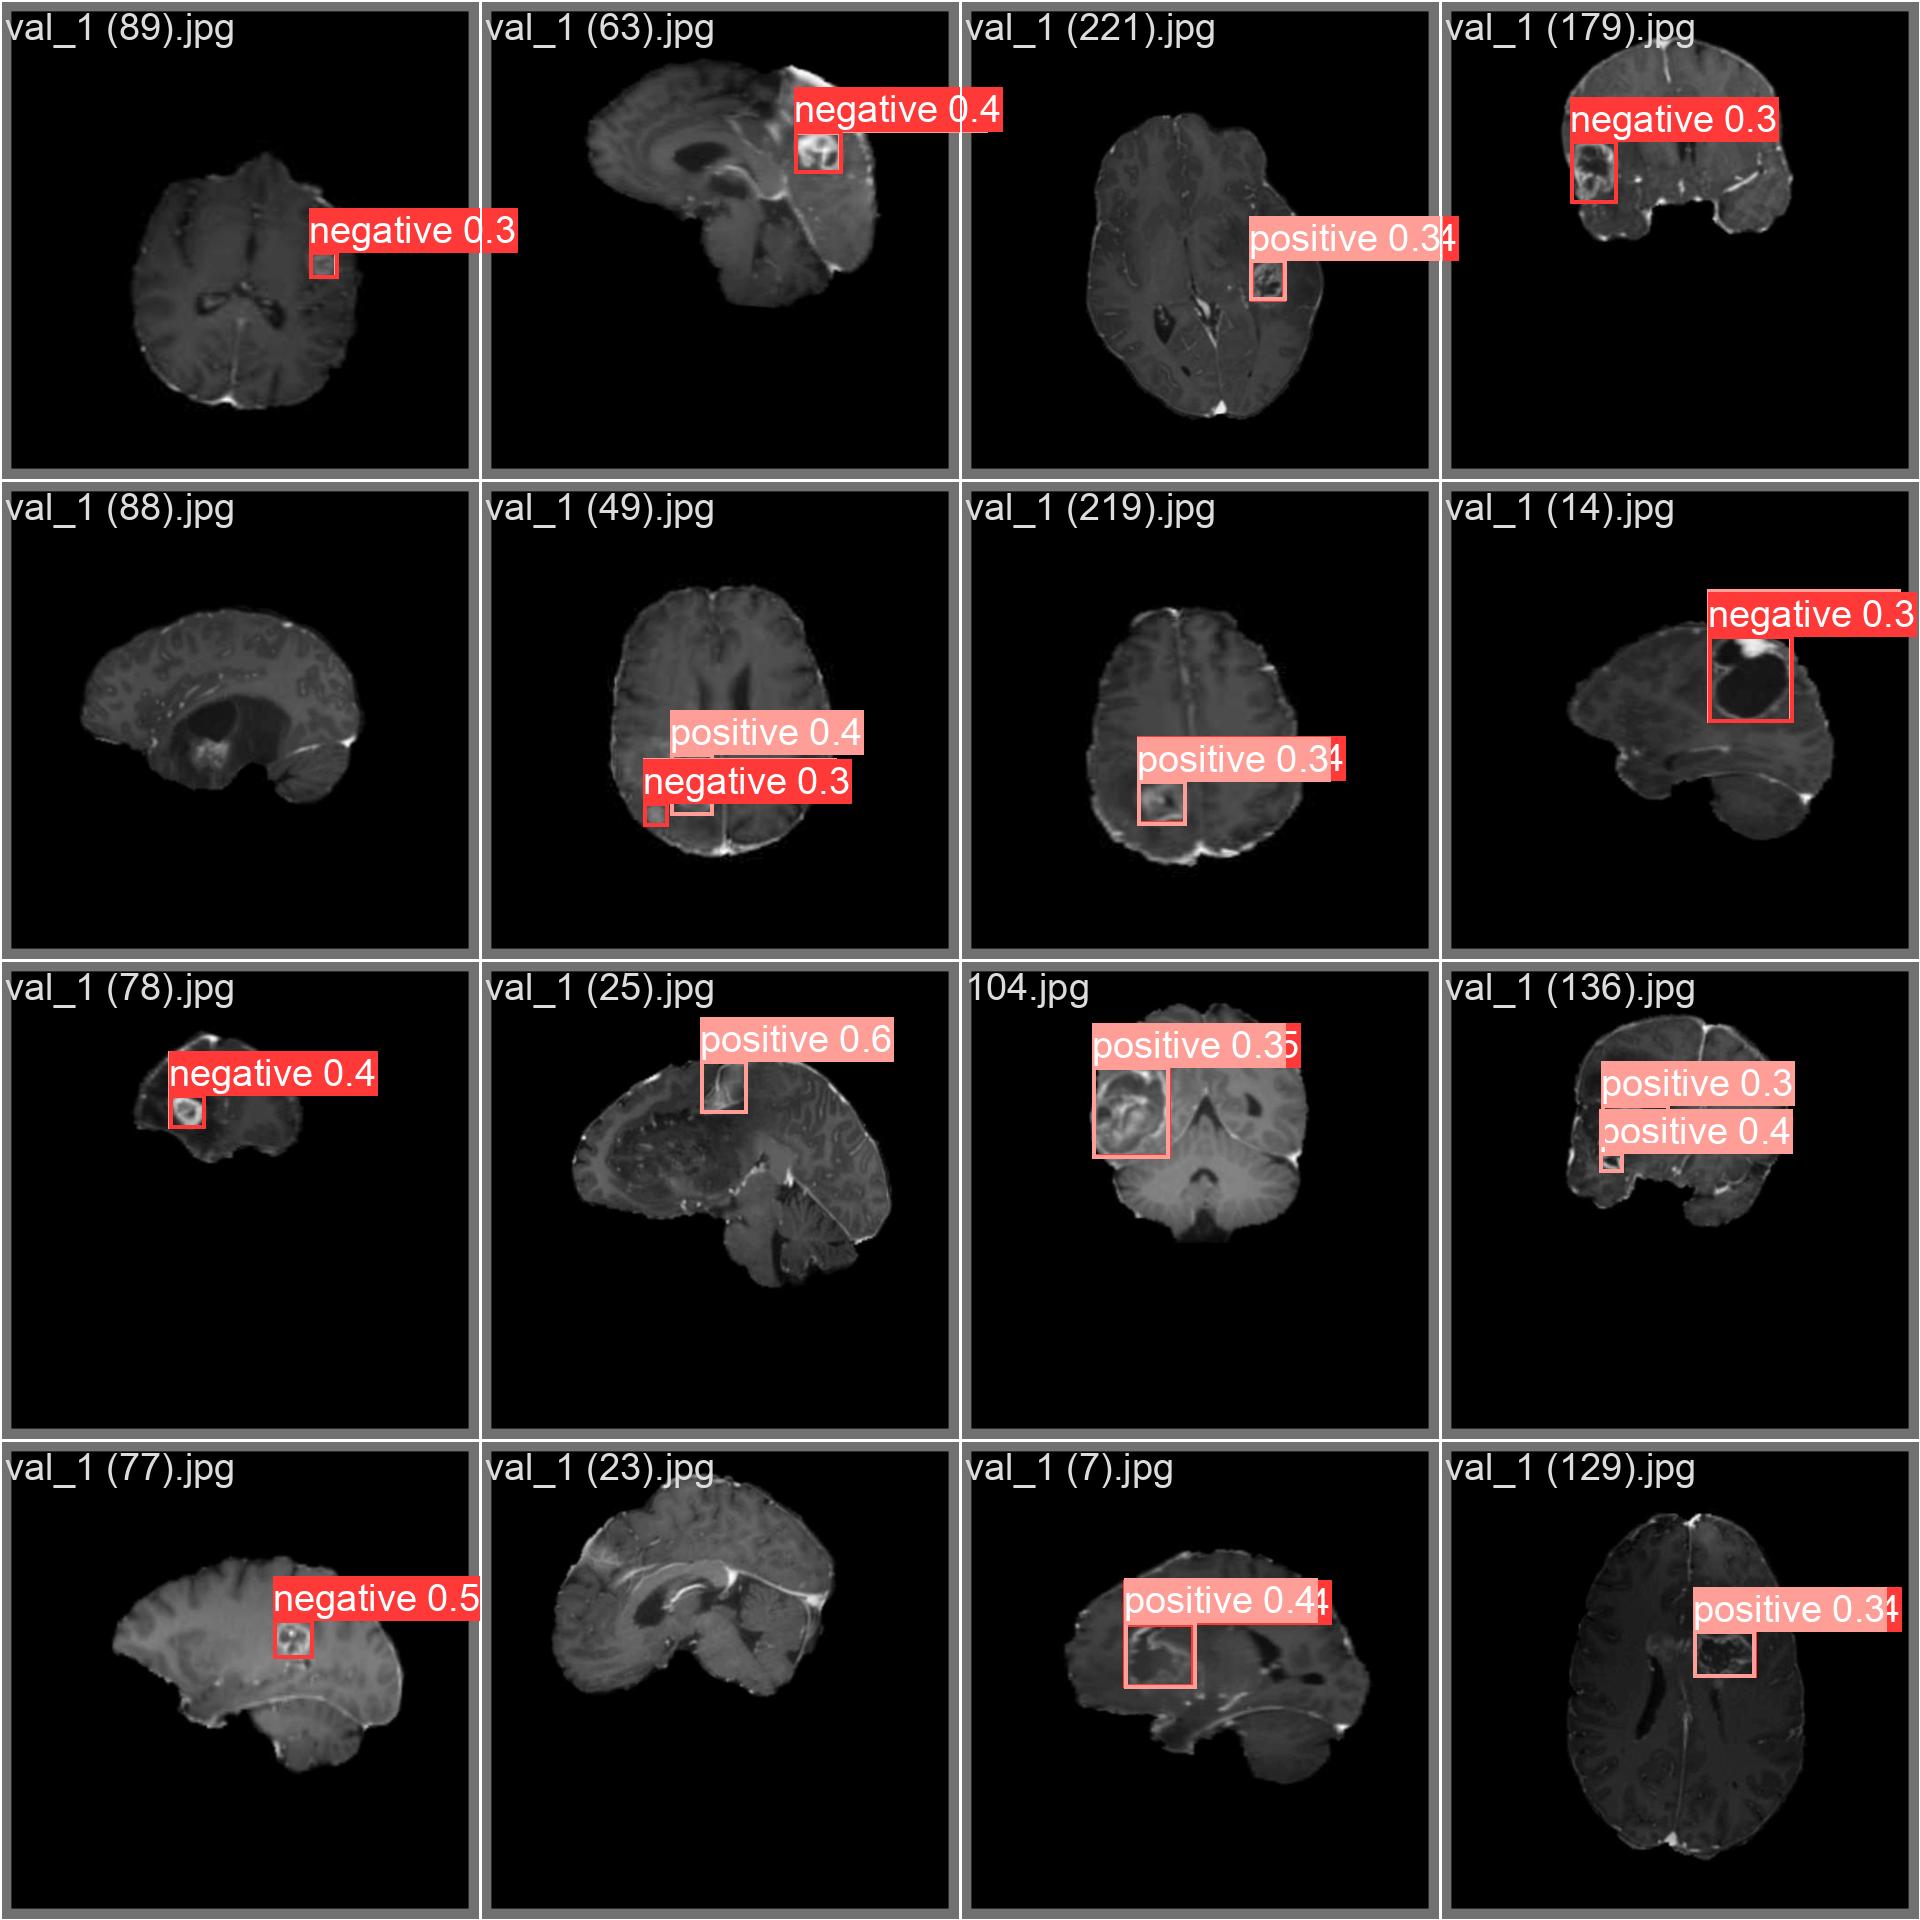 val_1 (89).jpg
negative 0.3
val_1 (63).jpg
negative 0.4
val_1 (221).jpg
positive 0.34
val_1 (179).jpg
negative 0.3
val_1 (88).jpg
val_1 (49).jpg
positive 0.4
negative 0.3
val_1 (219).jpg
positive 0.34
val_1 (14).jpg
negative 0.3
val_1 (78).jpg
negative 0.4
val_1 (25).jpg
positive 0.6
104.jpg
positive 0.35
val_1 (136).jpg
positive 0.3
positive 0.4
val_1 (77).jpg
negative 0.5
val_1 (23).jpg
val_1 (7).jpg
positive 0.44
val_1 (129).jpg
positive 0.34